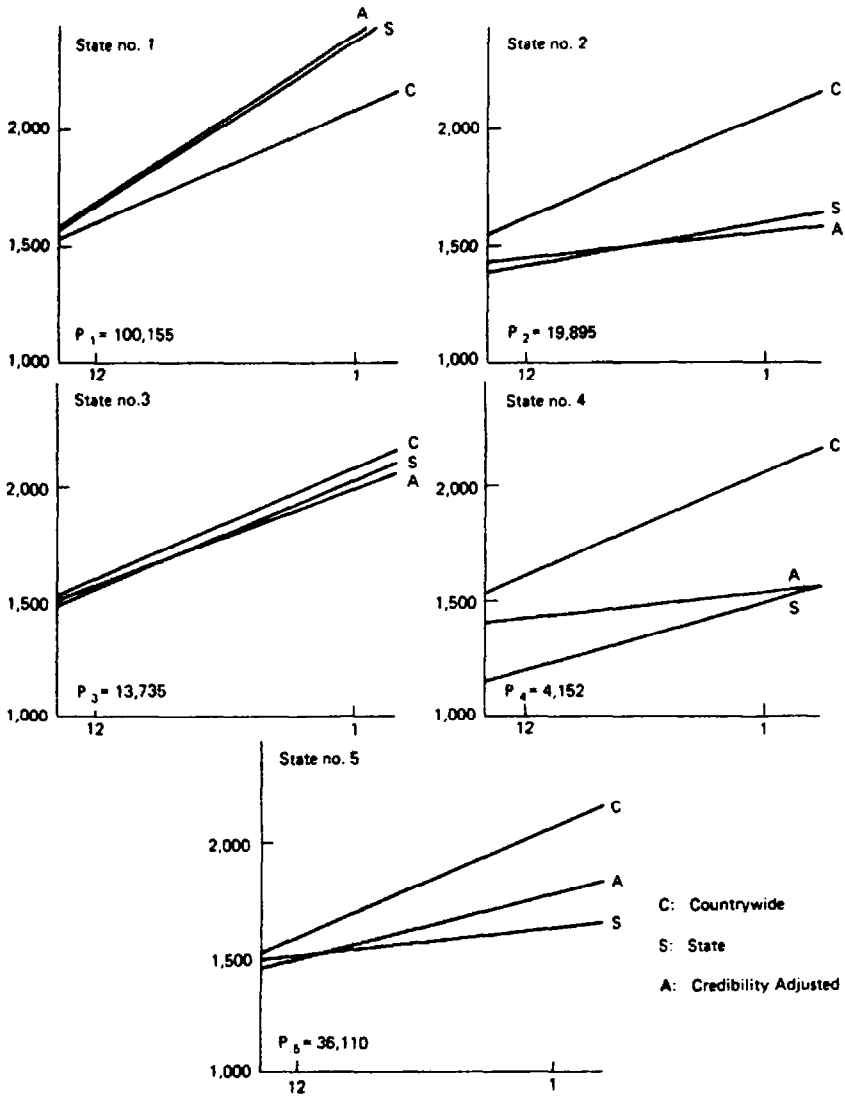 State no. 1
A
S
C
2,000
1,500
1,000
P 1 = 100,155
12
1
State no. 2
C
S
A
2,000
1,500
1,000
P 2 = 19,895
12
1
State no.3
C
S
A
2,000
1,500
1,000
P 3 = 13,735
12
1
State no. 4
C
A
S
2,000
1,500
1,000
P 4 = 4,152
12
1
State no. 5
C
A
S
2,000
1,500
1,000
P 5 = 36,110
12
1
C: Countrywide
S: State
A: Credibility Adjusted